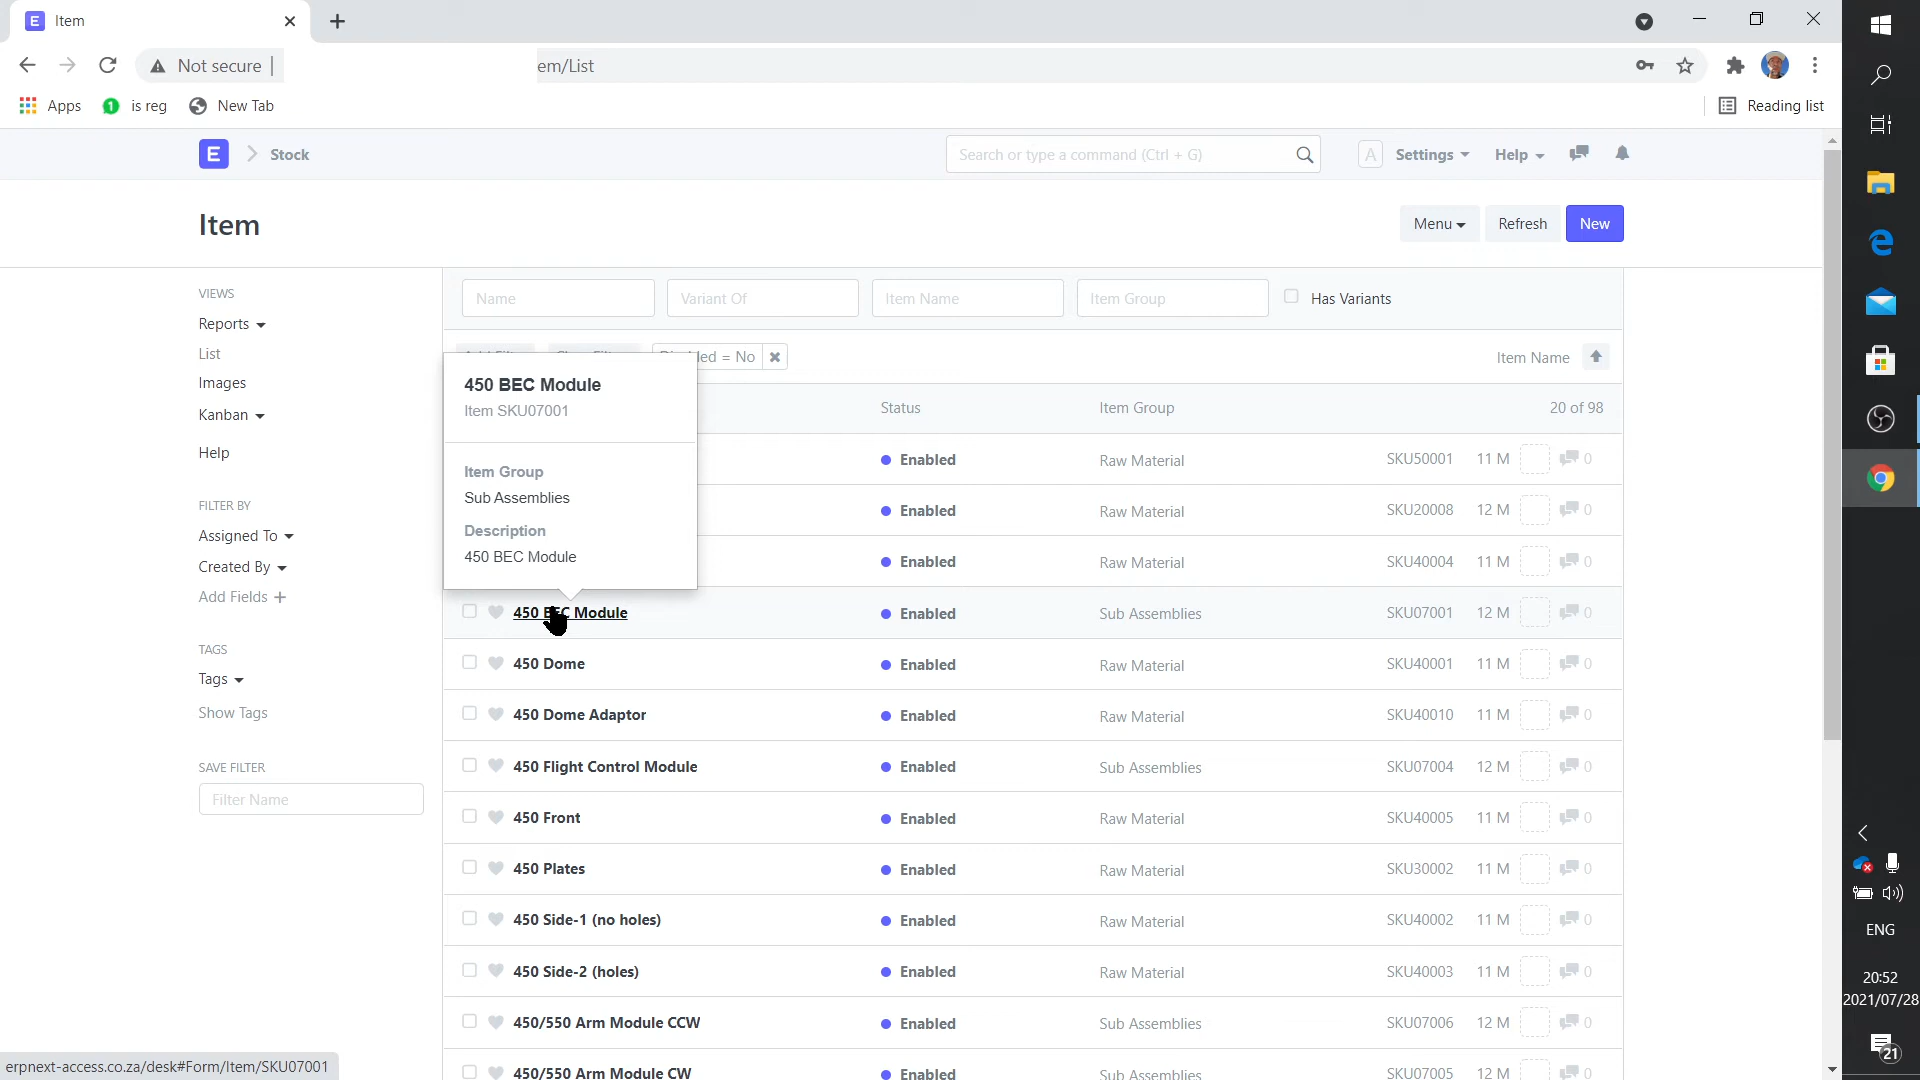 E Item
Not secure em/List
Apps 1 is reg New Tab Reading list
E Stock Search or type a command (Ctrl + G) A Settings Help
Item Menu Refresh New
VIEWS
Reports
List
Images
Kanban
Help
FILTER BY
Assigned To
Created By
Add Fields +
TAGS
Tags
Show Tags
SAVE FILTER
Filter Name
Name Variant Of Item Name Item Group Has Variants
= No Item Name
450 BEC Module
Item SKU07001
Item Group
Sub Assemblies
Description
450 BEC Module
Status Item Group 20 of 98
Enabled Raw Material SKU50001 11 M 0
Enabled Raw Material SKU20008 12 M 0
Enabled Raw Material SKU40004 11 M 0
450 BEC Module Enabled Sub Assemblies SKU07001 12 M 0
450 Dome Enabled Raw Material SKU40001 11 M 0
450 Dome Adaptor Enabled Raw Material SKU40010 11 M 0
450 Flight Control Module Enabled Sub Assemblies SKU07004 12 M 0
450 Front Enabled Raw Material SKU40005 11 M 0
450 Plates Enabled Raw Material SKU30002 11 M 0
450 Side-1 (no holes) Enabled Raw Material SKU40002 11 M 0
450 Side-2 (holes) Enabled Raw Material SKU40003 11 M 0
450/550 Arm Module CCW Enabled Sub Assemblies SKU07006 12 M 0
450/550 Arm Module CW Enabled Sub Assemblies SKU07005 12 M 0
erpnext-access.co.za/desk#Form/Item/SKU07001
ENG
20:52
2021/07/28
21